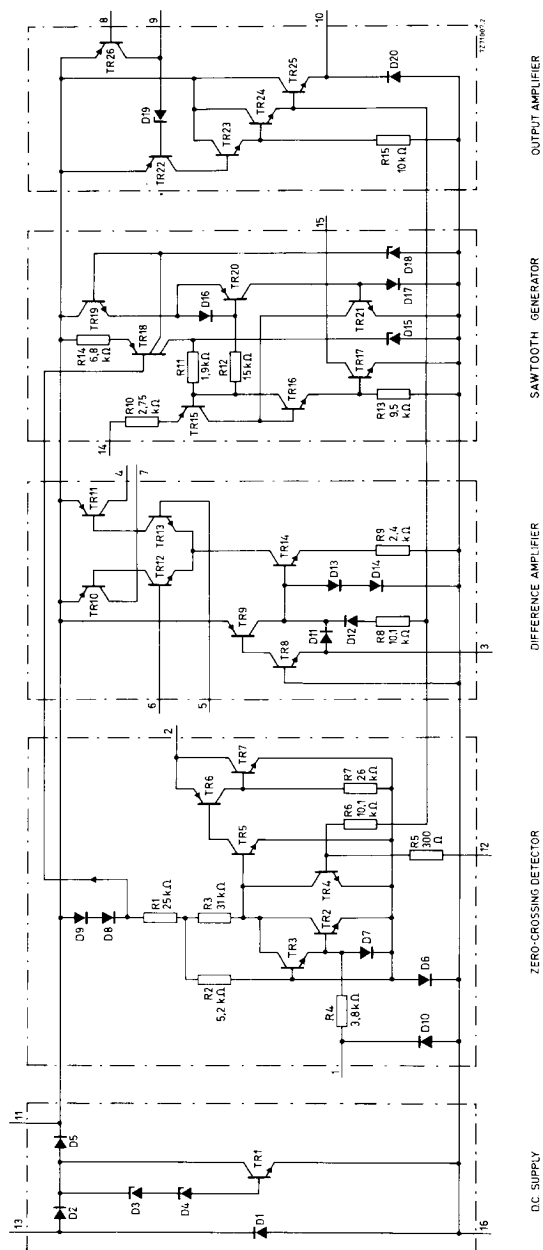 13
11
D2
D5
D3
D4
TR1
D1
16
D.C. SUPPLY
D9
D8
R1
25 kΩ
R2
5,2 kΩ
R3
31 kΩ
TR6
TR7
TR5
2
TR3
TR2
TR4
R7
26
kΩ
R6
10,1
kΩ
R5
300
Ω
R4
3,8 kΩ
D7
D6
D10
1
12
ZERO-CROSSING DETECTOR
4
7
TR11
TR10
TR13
TR12
6
5
TR9
TR8
TR14
D11
D12
D13
D14
R8
10,1
kΩ
R9
2,4
kΩ
3
DIFFERENCE AMPLIFIER
14
R14
6,8
kΩ
TR19
TR18
R10
2,75
kΩ
D16
TR20
R11
1,9 kΩ
R12
15 kΩ
TR15
TR16
15
TR21
TR17
D18
D17
D15
R13
9,5
kΩ
SAWTOOTH GENERATOR
8
9
10
TR26
D19
TR22
TR23
TR24
TR25
D20
R15
10 kΩ
7Z71907.2
OUTPUT AMPLIFIER